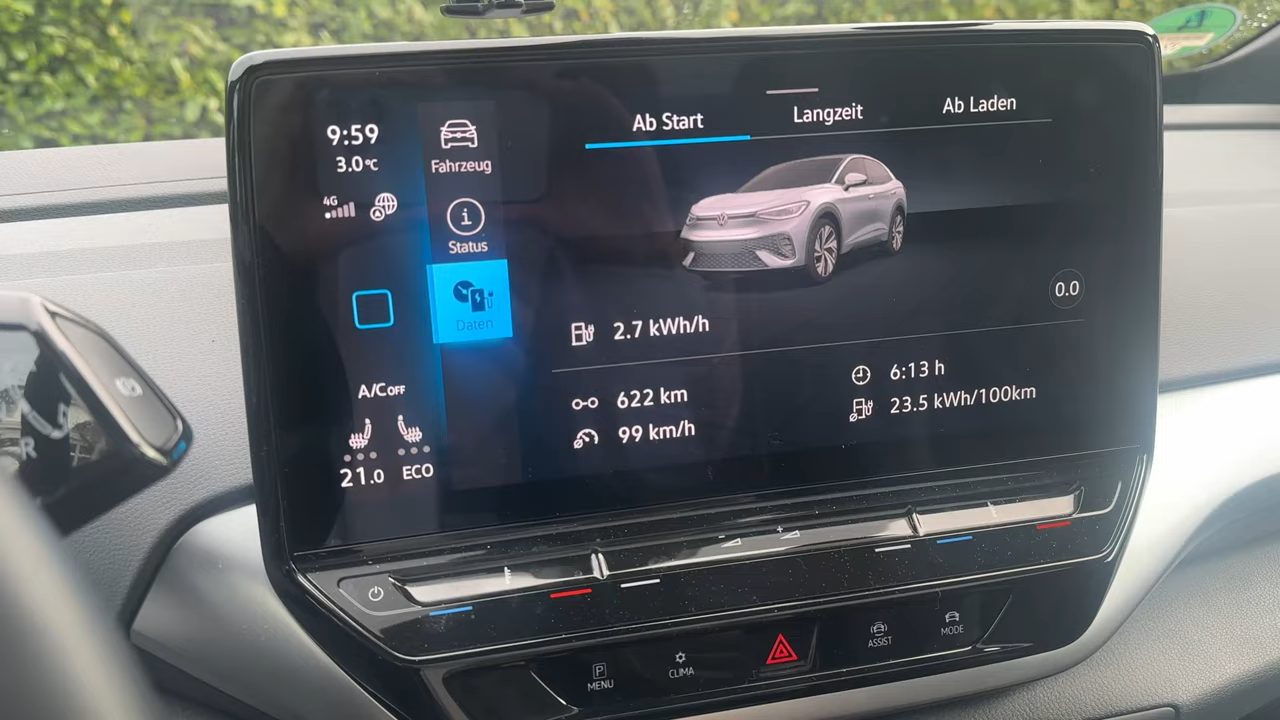 9:59
3.0°C
4G
Fahrzeug
Status
Daten
A/C OFF
21.0 ECO
Ab Start
Langzeit
Ab Laden
0.0
2.7 kWh/h
622 km
99 km/h
6:13 h
23.5 kWh/100km
P
MENU
CLIMA
ASSIST
MODE
R